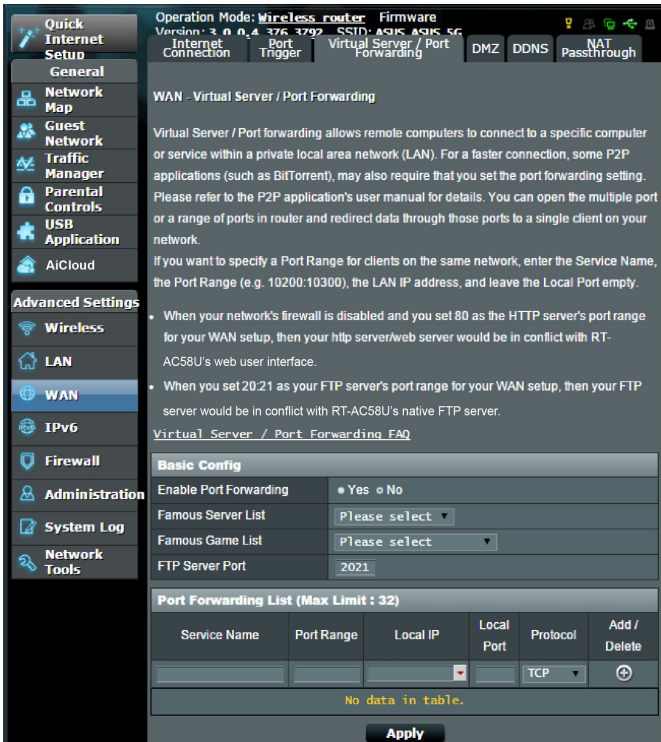 Quick
Internet
Setup
General
Network
Map
Guest
Network
Traffic
Manager
Parental
Controls
USB
Application
AiCloud
Advanced Settings
Wireless
LAN
WAN
IPv6
Firewall
Administration
System Log
Network
Tools
Operation Mode: Wireless router Firmware
Version: 3.0.0.4.376.3792 SSID: ASUS ASUS_5G
Internet
Connection
Port
Trigger
Virtual Server / Port
Forwarding
DMZ
DDNS
NAT
Passthrough
WAN - Virtual Server / Port Forwarding
Virtual Server / Port forwarding allows remote computers to connect to a specific computer
or service within a private local area network (LAN). For a faster connection, some P2P
applications (such as BitTorrent), may also require that you set the port forwarding setting.
Please refer to the P2P application's user manual for details. You can open the multiple port
or a range of ports in router and redirect data through those ports to a single client on your
network.
If you want to specify a Port Range for clients on the same network, enter the Service Name,
the Port Range (e.g. 10200:10300), the LAN IP address, and leave the Local Port empty.
• When your network's firewall is disabled and you set 80 as the HTTP server's port range
for your WAN setup, then your http server/web server would be in conflict with RT-
AC58U's web user interface.
• When you set 20:21 as your FTP server's port range for your WAN setup, then your FTP
server would be in conflict with RT-AC58U's native FTP server.
Virtual Server / Port Forwarding FAQ
Basic Config
Enable Port Forwarding Yes No
Famous Server List Please select
Famous Game List Please select
FTP Server Port 2021
Port Forwarding List (Max Limit : 32)
Service Name Port Range Local IP Local Port Protocol Add / Delete
TCP
No data in table.
Apply